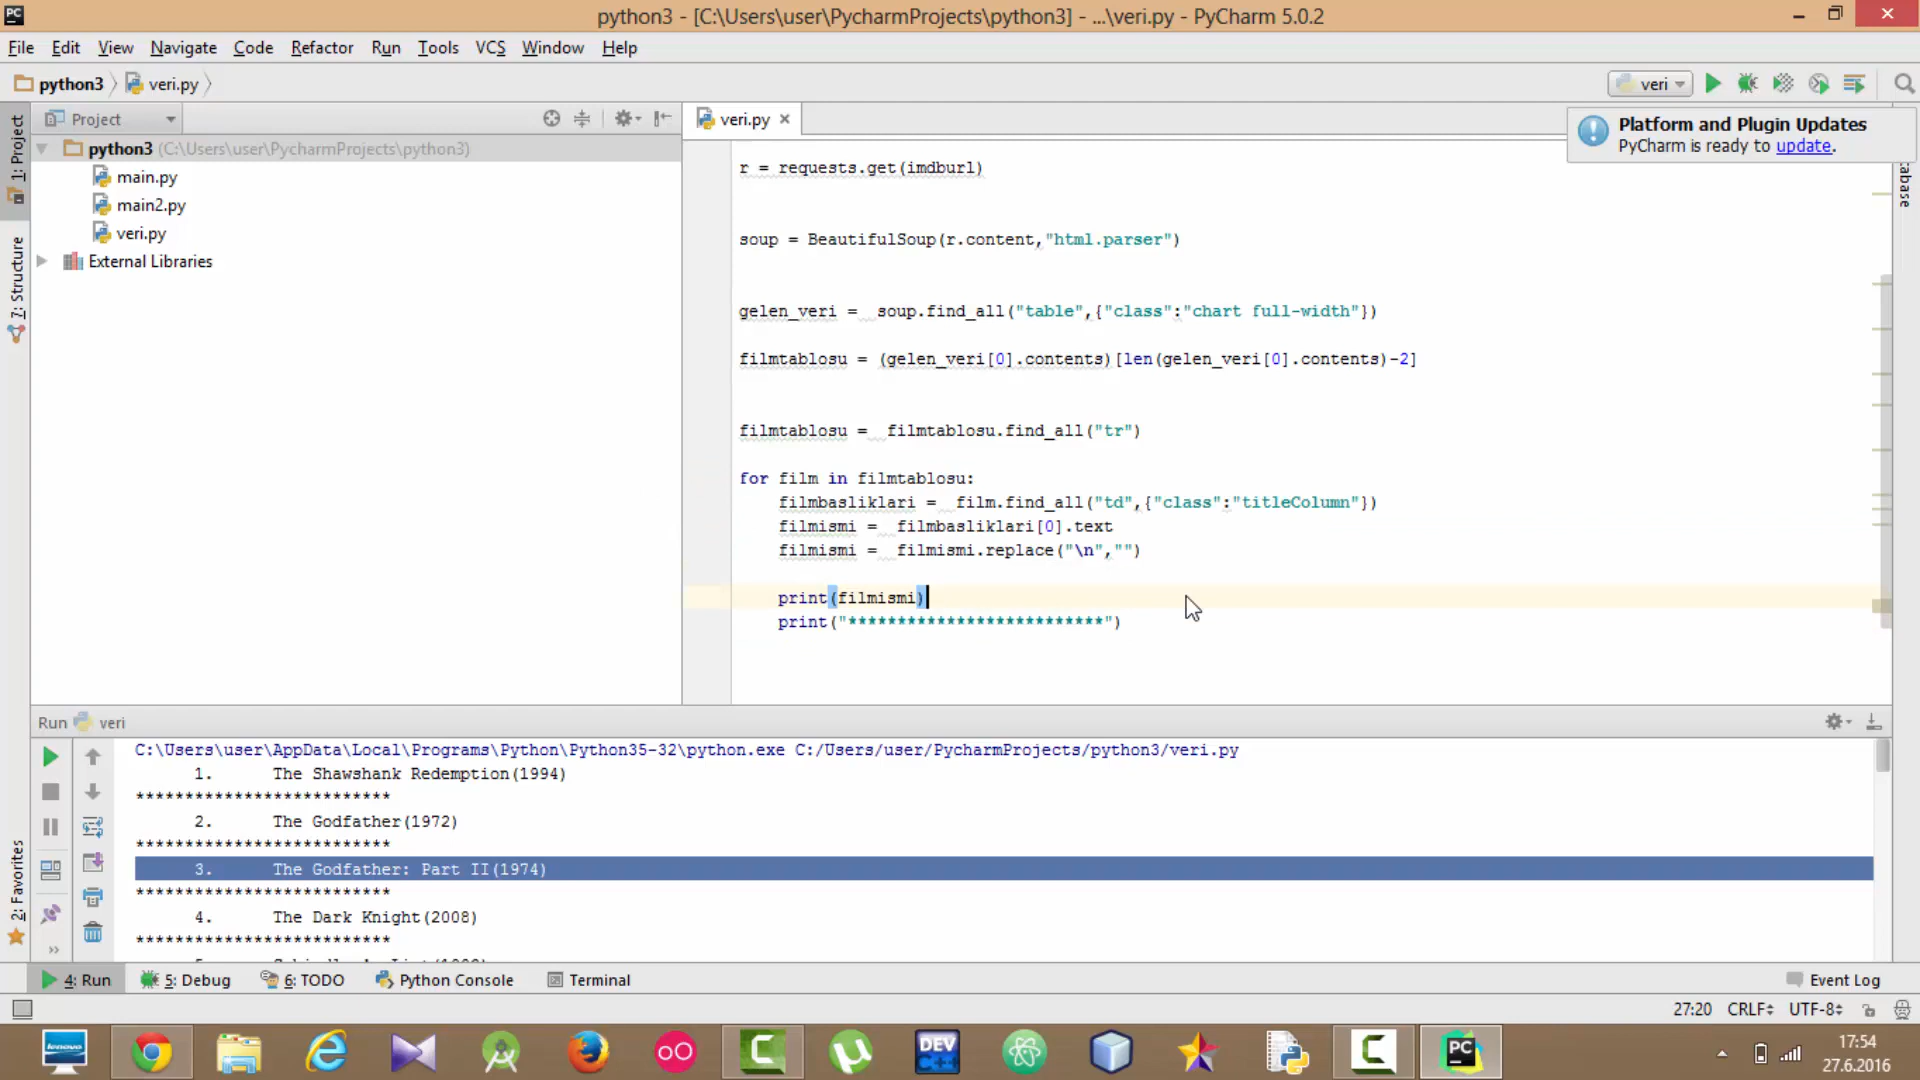 PC
python3 - [C:\Users\user\PycharmProjects\python3] - ...\veri.py - PyCharm 5.0.2
File Edit View Navigate Code Refactor Run Tools VCS Window Help
python3 veri.py
veri
1: Project
7: Structure
2: Favorites
Project
veri.py
Platform and Plugin Updates
PyCharm is ready to update.
abase
python3 (C:\Users\user\PycharmProjects\python3)
main.py
main2.py
veri.py
External Libraries
r = requests.get(imdburl)
soup = BeautifulSoup(r.content,"html.parser")
gelen_veri =  soup.find_all("table",{"class":"chart full-width"})
filmtablosu = (gelen_veri[0].contents)[len(gelen_veri[0].contents)-2]
filmtablosu =  filmtablosu.find_all("tr")
for film in filmtablosu:
    filmbasliklari =  film.find_all("td",{"class":"titleColumn"})
    filmismi =  filmbasliklari[0].text
    filmismi =  filmismi.replace("\n","")
    print(filmismi)
    print("**************************")
Run veri
C:\Users\user\AppData\Local\Programs\Python\Python35-32\python.exe C:/Users/user/PycharmProjects/python3/veri.py
      1.      The Shawshank Redemption(1994)
**************************
      2.      The Godfather(1972)
**************************
      3.      The Godfather: Part II(1974)
**************************
      4.      The Dark Knight(2008)
**************************
4: Run 5: Debug 6: TODO Python Console Terminal Event Log
27:20 CRLF UTF-8
lenovo
DEV C++
PC
17:54
27.6.2016